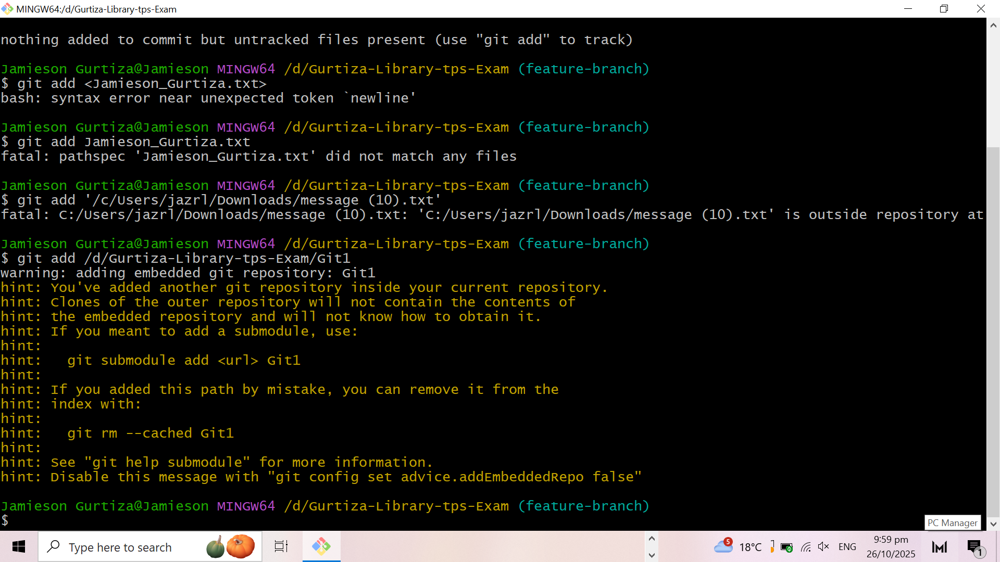 MINGW64:/d/Gurtiza-Library-tps-Exam
nothing added to commit but untracked files present (use "git add" to track)
Jamieson Gurtiza@Jamieson MINGW64 /d/Gurtiza-Library-tps-Exam (feature-branch)
$ git add <Jamieson_Gurtiza.txt>
bash: syntax error near unexpected token `newline'
Jamieson Gurtiza@Jamieson MINGW64 /d/Gurtiza-Library-tps-Exam (feature-branch)
$ git add Jamieson_Gurtiza.txt
fatal: pathspec 'Jamieson_Gurtiza.txt' did not match any files
Jamieson Gurtiza@Jamieson MINGW64 /d/Gurtiza-Library-tps-Exam (feature-branch)
$ git add '/c/Users/jazrl/Downloads/message (10).txt'
fatal: C:/Users/jazrl/Downloads/message (10).txt: 'C:/Users/jazrl/Downloads/message (10).txt' is outside repository at
Jamieson Gurtiza@Jamieson MINGW64 /d/Gurtiza-Library-tps-Exam (feature-branch)
$ git add /d/Gurtiza-Library-tps-Exam/Git1
warning: adding embedded git repository: Git1
hint: You've added another git repository inside your current repository.
hint: Clones of the outer repository will not contain the contents of
hint: the embedded repository and will not know how to obtain it.
hint: If you meant to add a submodule, use:
hint:
hint:   git submodule add <url> Git1
hint:
hint: If you added this path by mistake, you can remove it from the
hint: index with:
hint:
hint:   git rm --cached Git1
hint:
hint: See "git help submodule" for more information.
hint: Disable this message with "git config set advice.addEmbeddedRepo false"
Jamieson Gurtiza@Jamieson MINGW64 /d/Gurtiza-Library-tps-Exam (feature-branch)
$
PC Manager
Type here to search
5
18°C
ENG
9:59 pm
26/10/2025
1